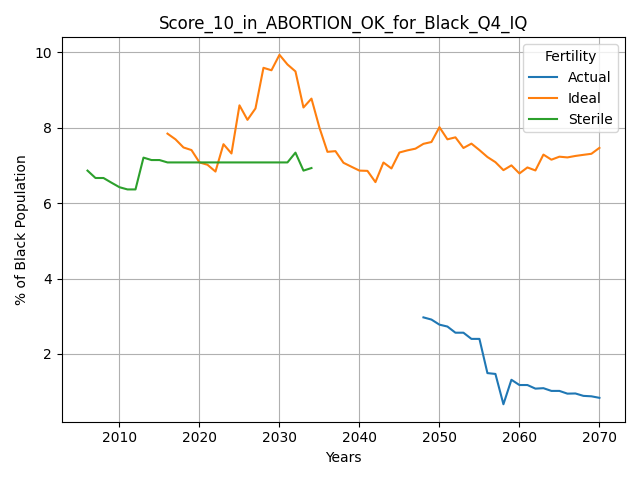 Score_10_in_ABORTION_OK_for_Black_Q4_IQ
Fertility
Actual
Ideal
Sterile
% of Black Population
10
8
6
4
2
2010 2020 2030 2040 2050 2060 2070
Years